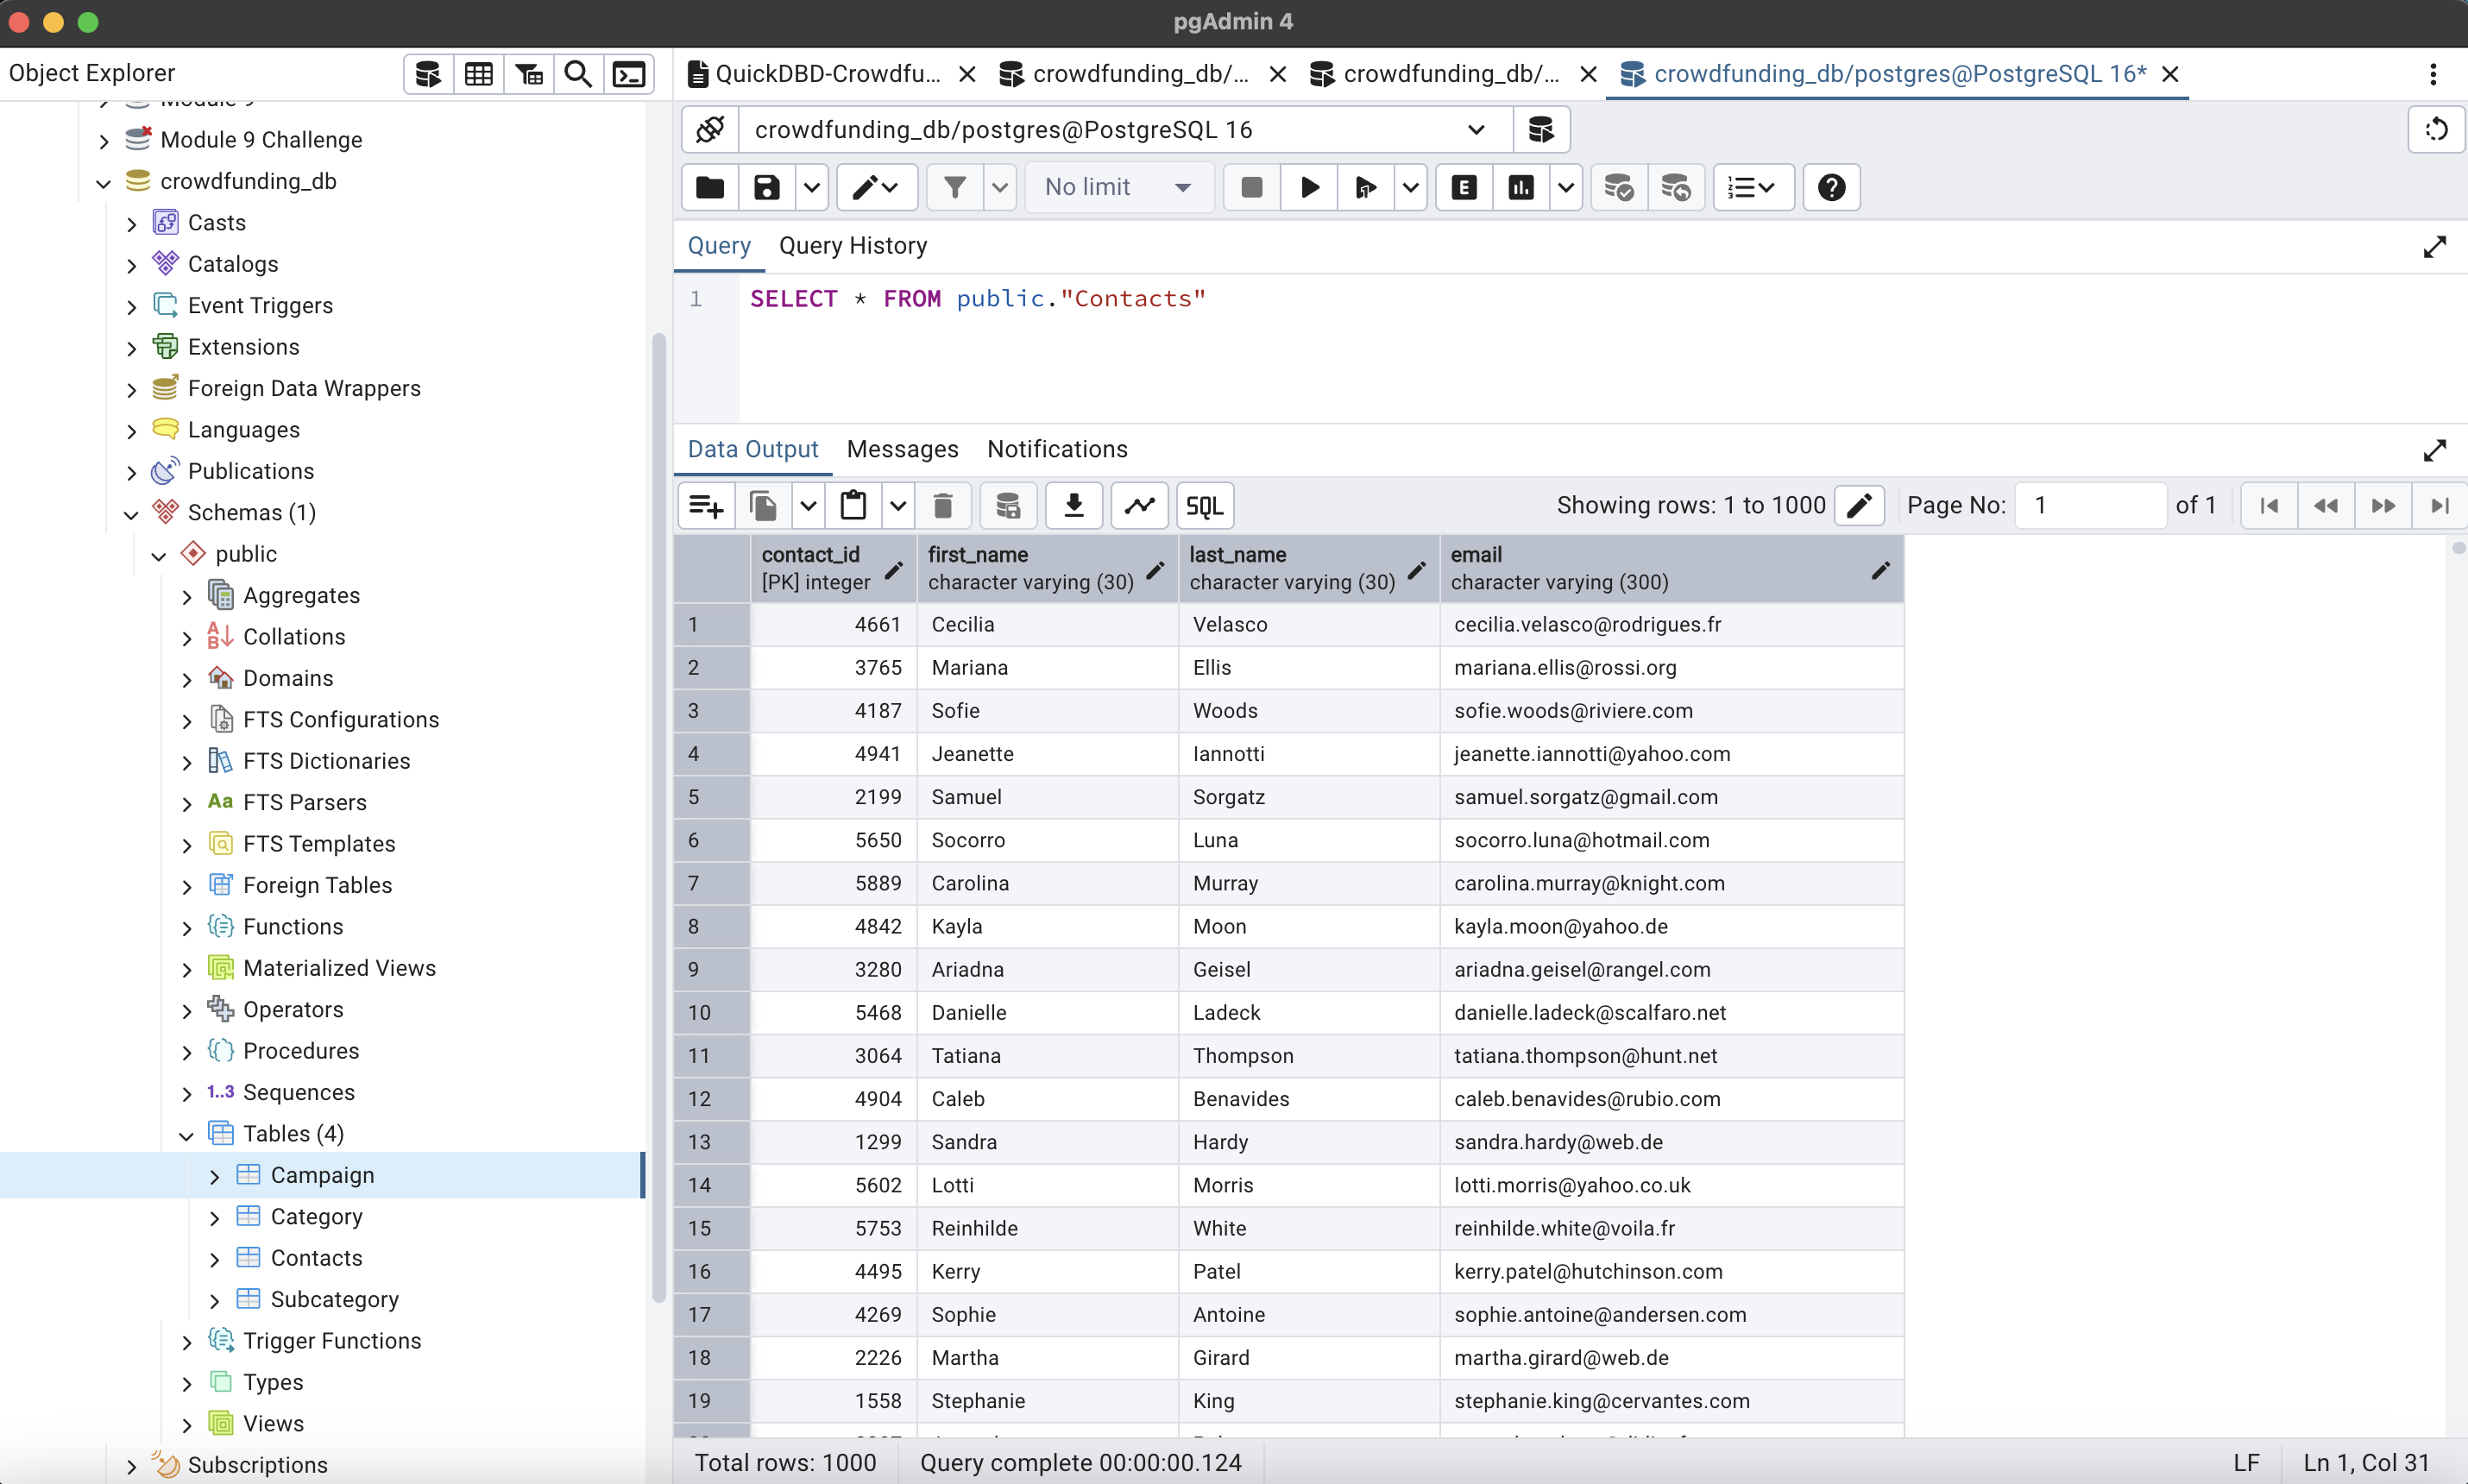 pgAdmin 4
Object Explorer
QuickDBD-Crowdfu...
crowdfunding_db/...
crowdfunding_db/...
crowdfunding_db/postgres@PostgreSQL 16*
Module 9
Module 9 Challenge
crowdfunding_db
Casts
Catalogs
Event Triggers
Extensions
Foreign Data Wrappers
Languages
Publications
Schemas (1)
public
Aggregates
Collations
Domains
FTS Configurations
FTS Dictionaries
Aa FTS Parsers
FTS Templates
Foreign Tables
Functions
Materialized Views
Operators
Procedures
1..3 Sequences
Tables (4)
Campaign
Category
Contacts
Subcategory
Trigger Functions
Types
Views
Subscriptions
crowdfunding_db/postgres@PostgreSQL 16
No limit
E
Query Query History
1 SELECT * FROM public."Contacts"
Data Output Messages Notifications
SQL
Showing rows: 1 to 1000
Page No: 1 of 1
contact_id first_name last_name email
[PK] integer character varying (30) character varying (30) character varying (300)
1 4661 Cecilia Velasco cecilia.velasco@rodrigues.fr
2 3765 Mariana Ellis mariana.ellis@rossi.org
3 4187 Sofie Woods sofie.woods@riviere.com
4 4941 Jeanette Iannotti jeanette.iannotti@yahoo.com
5 2199 Samuel Sorgatz samuel.sorgatz@gmail.com
6 5650 Socorro Luna socorro.luna@hotmail.com
7 5889 Carolina Murray carolina.murray@knight.com
8 4842 Kayla Moon kayla.moon@yahoo.de
9 3280 Ariadna Geisel ariadna.geisel@rangel.com
10 5468 Danielle Ladeck danielle.ladeck@scalfaro.net
11 3064 Tatiana Thompson tatiana.thompson@hunt.net
12 4904 Caleb Benavides caleb.benavides@rubio.com
13 1299 Sandra Hardy sandra.hardy@web.de
14 5602 Lotti Morris lotti.morris@yahoo.co.uk
15 5753 Reinhilde White reinhilde.white@voila.fr
16 4495 Kerry Patel kerry.patel@hutchinson.com
17 4269 Sophie Antoine sophie.antoine@andersen.com
18 2226 Martha Girard martha.girard@web.de
19 1558 Stephanie King stephanie.king@cervantes.com
Total rows: 1000 Query complete 00:00:00.124 LF Ln 1, Col 31